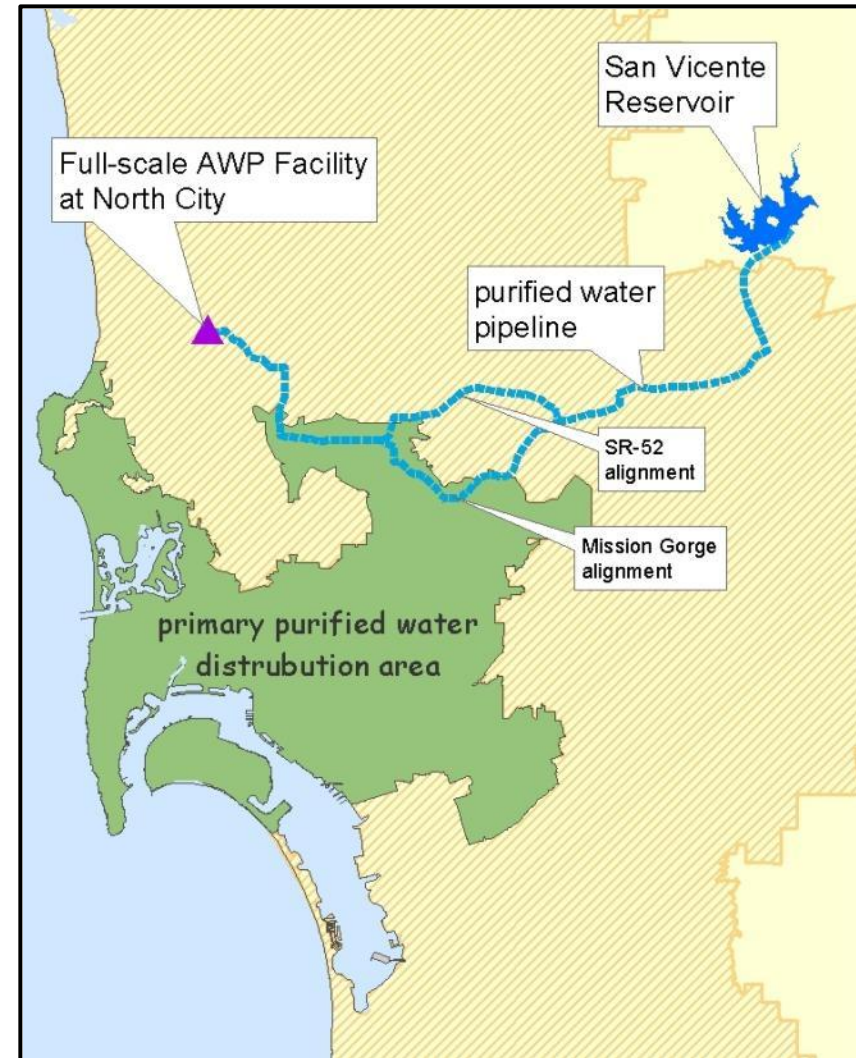 San Vicente
Reservoir
Full-scale AWP Facility
at North City
purified water
pipeline
SR-52
alignment
Mission Gorge
alignment
primary purified water
distrubution area